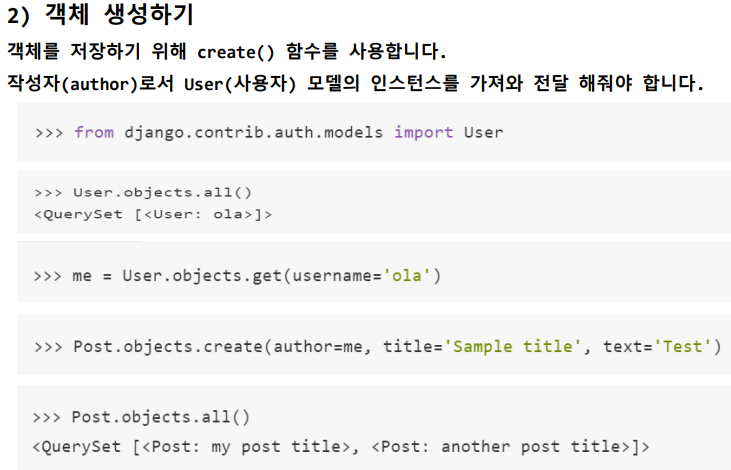 2) 객체 생성하기
객체를 저장하기 위해 create() 함수를 사용합니다.
작성자(author)로서 User(사용자) 모델의 인스턴스를 가져와 전달 해줘야 합니다.
>>> from django.contrib.auth.models import User
>>> User.objects.all()
<QuerySet [<User: ola>]>
>>> me = User.objects.get(username='ola')
>>> Post.objects.create(author=me, title='Sample title', text='Test')
>>> Post.objects.all()
<QuerySet [<Post: my post title>, <Post: another post title>]>